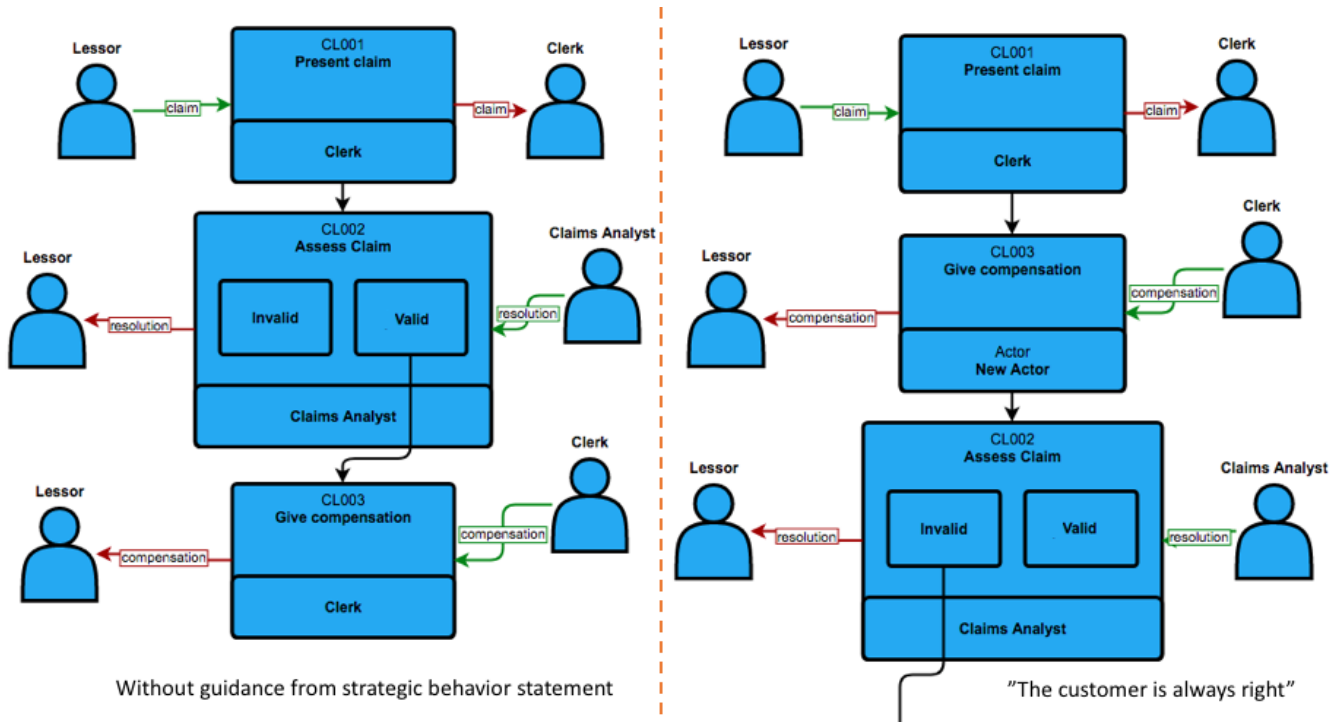 Lessor
CL001
Present claim
Clerk
claim
claim
Clerk
CL002
Assess Claim
Claims Analyst
Lessor
Invalid
Valid
resolution
resolution
Claims Analyst
Clerk
Lessor
CL003
Give compensation
compensation
compensation
Clerk
Without guidance from strategic behavior statement
Lessor
CL001
Present claim
Clerk
claim
claim
Clerk
Clerk
Lessor
CL003
Give compensation
compensation
compensation
Actor
New Actor
CL002
Assess Claim
Lessor
Claims Analyst
Invalid
Valid
resolution
resolution
Claims Analyst
”The customer is always right”